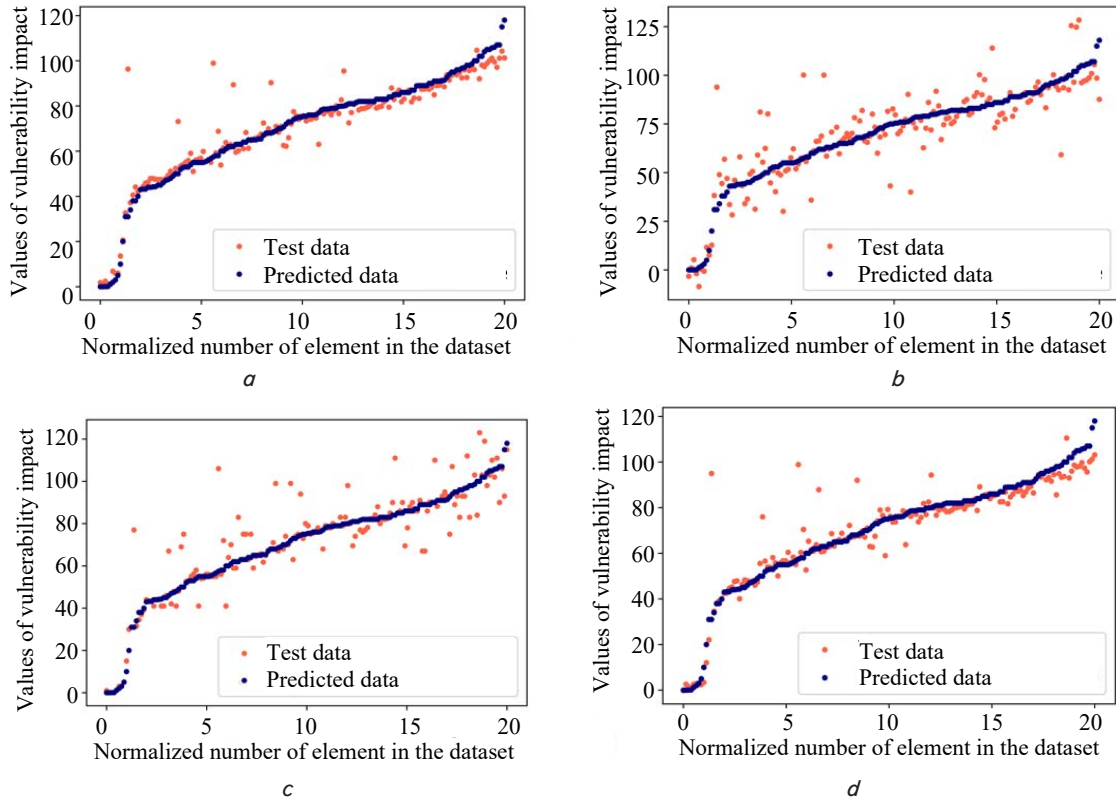 120
100
80
60
40
20
0
Values of vulnerability impact
Test data
Predicted data
0 5 10 15 20
Normalized number of element in the dataset
a
125
100
75
50
25
0
Values of vulnerability impact
Test data
Predicted data
0 5 10 15 20
Normalized number of element in the dataset
b
120
100
80
60
40
20
0
Values of vulnerability impact
Test data
Predicted data
0 5 10 15 20
Normalized number of element in the dataset
c
120
100
80
60
40
20
0
Values of vulnerability impact
Test data
Predicted data
0 5 10 15 20
Normalized number of element in the dataset
d